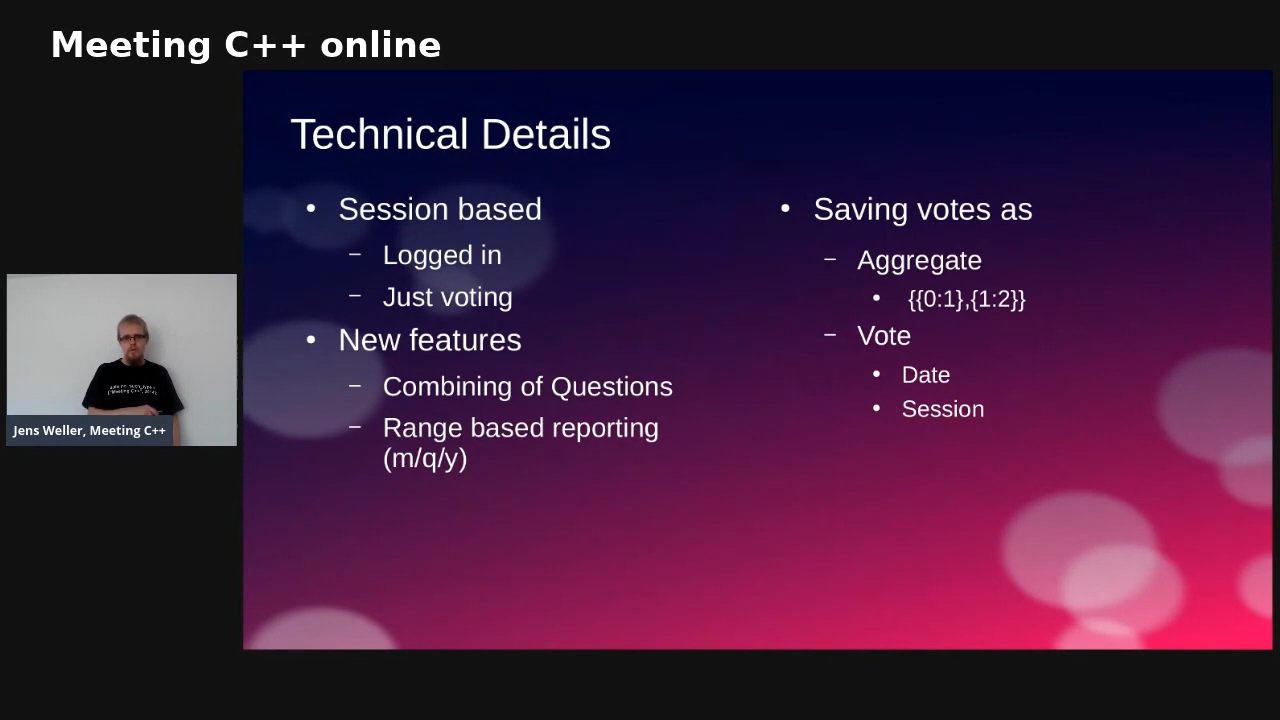 Meeting C++ online
Technical Details
• Session based
– Logged in
– Just voting
• New features
– Combining of Questions
– Range based reporting
(m/q/y)
• Saving votes as
– Aggregate
• {{0:1},{1:2}}
– Vote
• Date
• Session
Jens Weller, Meeting C++